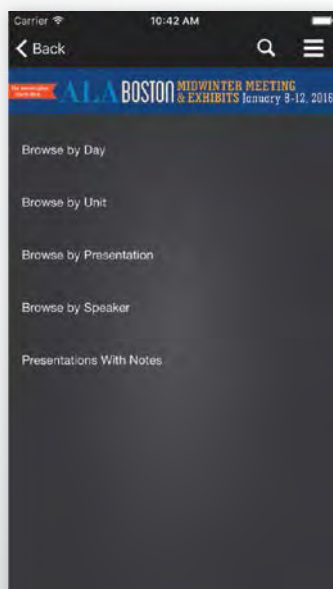 Carrier 10:42 AM
Back
ALA BOSTON MIDWINTER MEETING
& EXHIBITS January 8-12, 2016
Browse by Day
Browse by Unit
Browse by Presentation
Browse by Speaker
Presentations With Notes